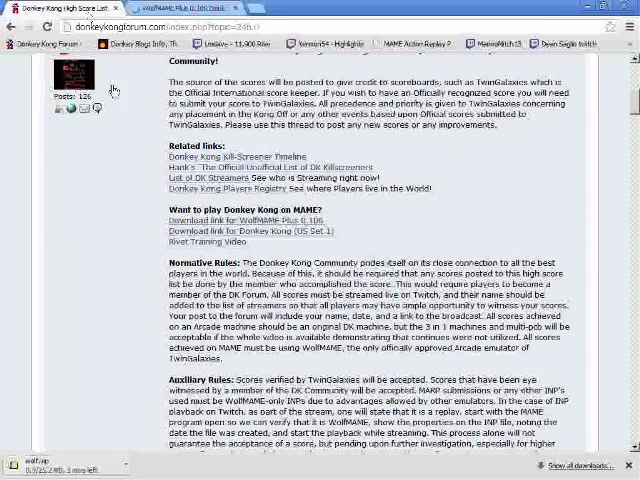 Donkey Kong High Score List
WolfMAME Plus 0.106 Down
donkeykongforum.com/index.php?topic=246.0
Donkey Kong Forum -
Donkey Blogs Info, Th.
- Highlights
MAME Action Replay P
MarinoMitch13 (
Dean Saglio twitch
Community!
Posts: 126
The source of the scores will be posted to give credit to scoreboards, such as TwinGalaxies which is
the Official International score keeper. If you wish to have an Officially recognized score you will need
to submit your score to TwinGalaxies. All precedence and priority is given to TwinGalaxies concerning
any placement in the Kong Off or any other events based upon Official scores submitted to
TwinGalaxies. Please use this thread to post any new scores or any improvements.
Related links:
Donkey Kong Kill-Screener Timeline
Hank's "The Official Unofficial List of DK Killscreeners
List of DK Streamers See who is Streaming right now!
Donkey Kong Players Registry See where Players live in the World!
Want to play Donkey Kong on MAME?
Download link for WolfMAME Plus 0.106
Download link for Donkey Kong (US Set 1)
Rivet Training Video
Normative Rules: The Donkey Kong Community prides itself on its close connection to all the best
players in the world. Because of this, it should be required that any scores posted to this high score
list be done by the member who accomplished the score. This would require players to become a
member of the DK Forum. All scores must be streamed live on Twitch, and their name should be
added to the list of streamers so that all players may have ample opportunity to witness your scores.
Your post to the forum will include your name, date, and a link to the broadcast. All scores achieved
on an Arcade machine should be an original DK machine, but the 3 in 1 machines and multi-pcb will be
acceptable if the whole video is available demonstrating that continues were not utilized. All scores
achieved on MAME must be using WolfMAME, the only officially approved Arcade emulator of
TwinGalaxies.
Auxiliary Rules: Scores verified by TwinGalaxies will be accepted. Scores that have been eye
witnessed by a member of the DK Community will be accepted. MARP submissions or any other INP's
used must be WolfMAME-only INPs due to advantages allowed by other emulators. In the case of INP
playback on Twitch, as part of the stream, one will state that it is a replay, start with the MAME
program open so we can verify that it is WolfMAME, show the properties on the INP file, noting the
date the file was created, and start the playback while streaming. This process alone will not
guarantee the acceptance of a score, but pending upon further investigation, especially for higher
wolf.zip
0.3/25.2 MB, 3 mins left
Show all downloads...